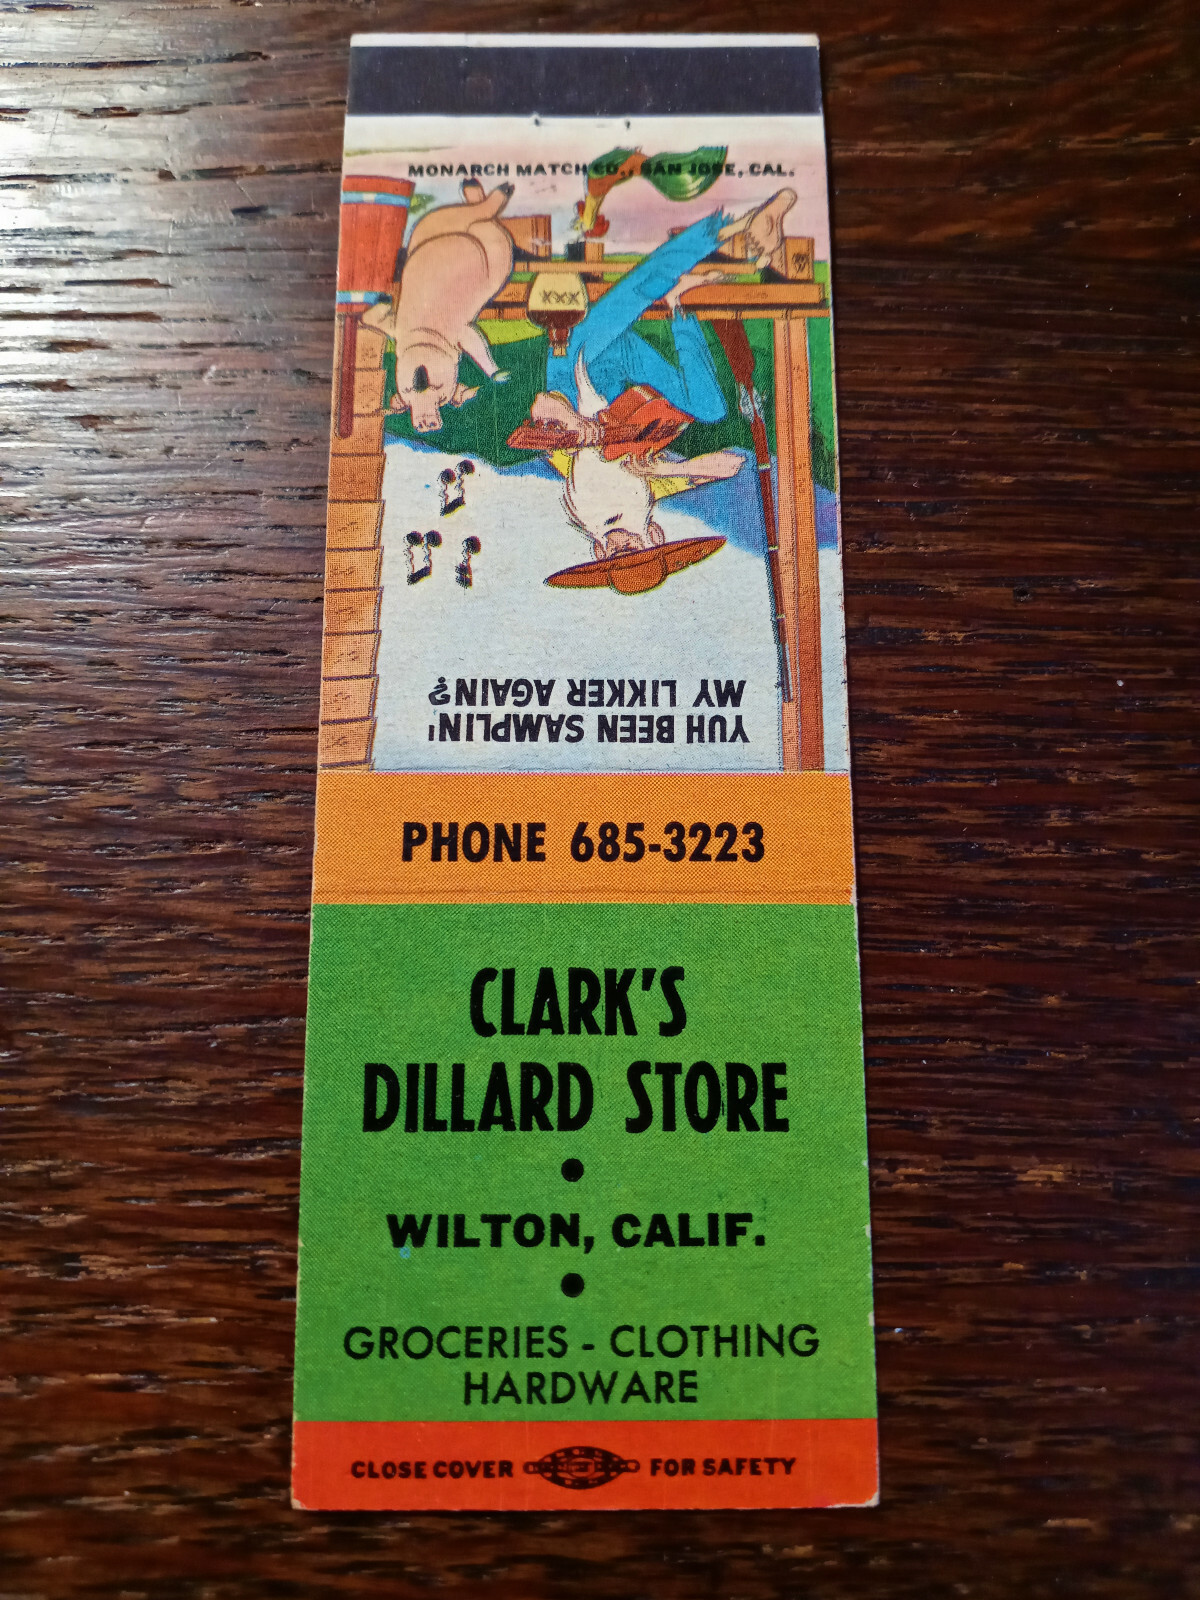 MONARCH MATCH CO., SAN JOSE, CAL.
XXX
YUH BEEN SAMPLIN'
MY LIKKER AGAIN?
PHONE 685-3223
CLARK'S
DILLARD STORE
WILTON, CALIF.
GROCERIES - CLOTHING
HARDWARE
CLOSE COVER FOR SAFETY